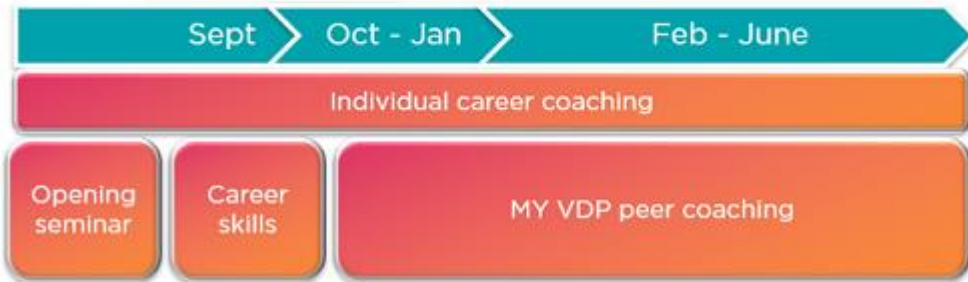 Sept Oct - Jan Feb - June
Individual career coaching
Opening
seminar
Career
skills
MY VDP peer coaching